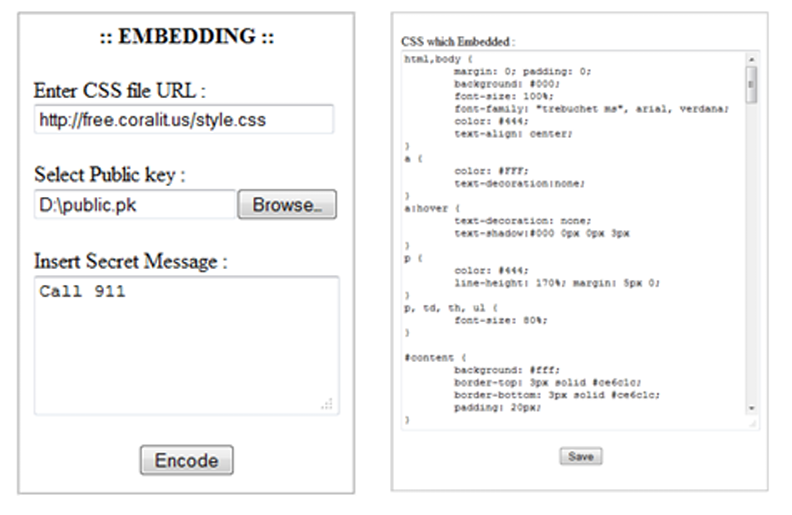 :: EMBEDDING ::
Enter CSS file URL :
http://free.coralit.us/style.css
Select Public key :
D:\public.pk
Browse..
Insert Secret Message :
Call 911
Encode
CSS which Embedded :
html,body {
margin: 0; padding: 0;
background: #000;
font-size: 100%;
font-family: "trebuchet ms", arial, verdana;
color: #444;
text-align: center;
}
a {
color: #FFF;
text-decoration:none;
}
a:hover {
text-decoration: none;
text-shadow:#000 0px 0px 3px
}
p {
color: #444;
line-height: 170%; margin: 5px 0;
}
p, td, th, ul {
font-size: 80%;
}
#content {
background: #fff;
border-top: 3px solid #ce6c1c;
border-bottom: 3px solid #ce6c1c;
padding: 20px;
}
Save